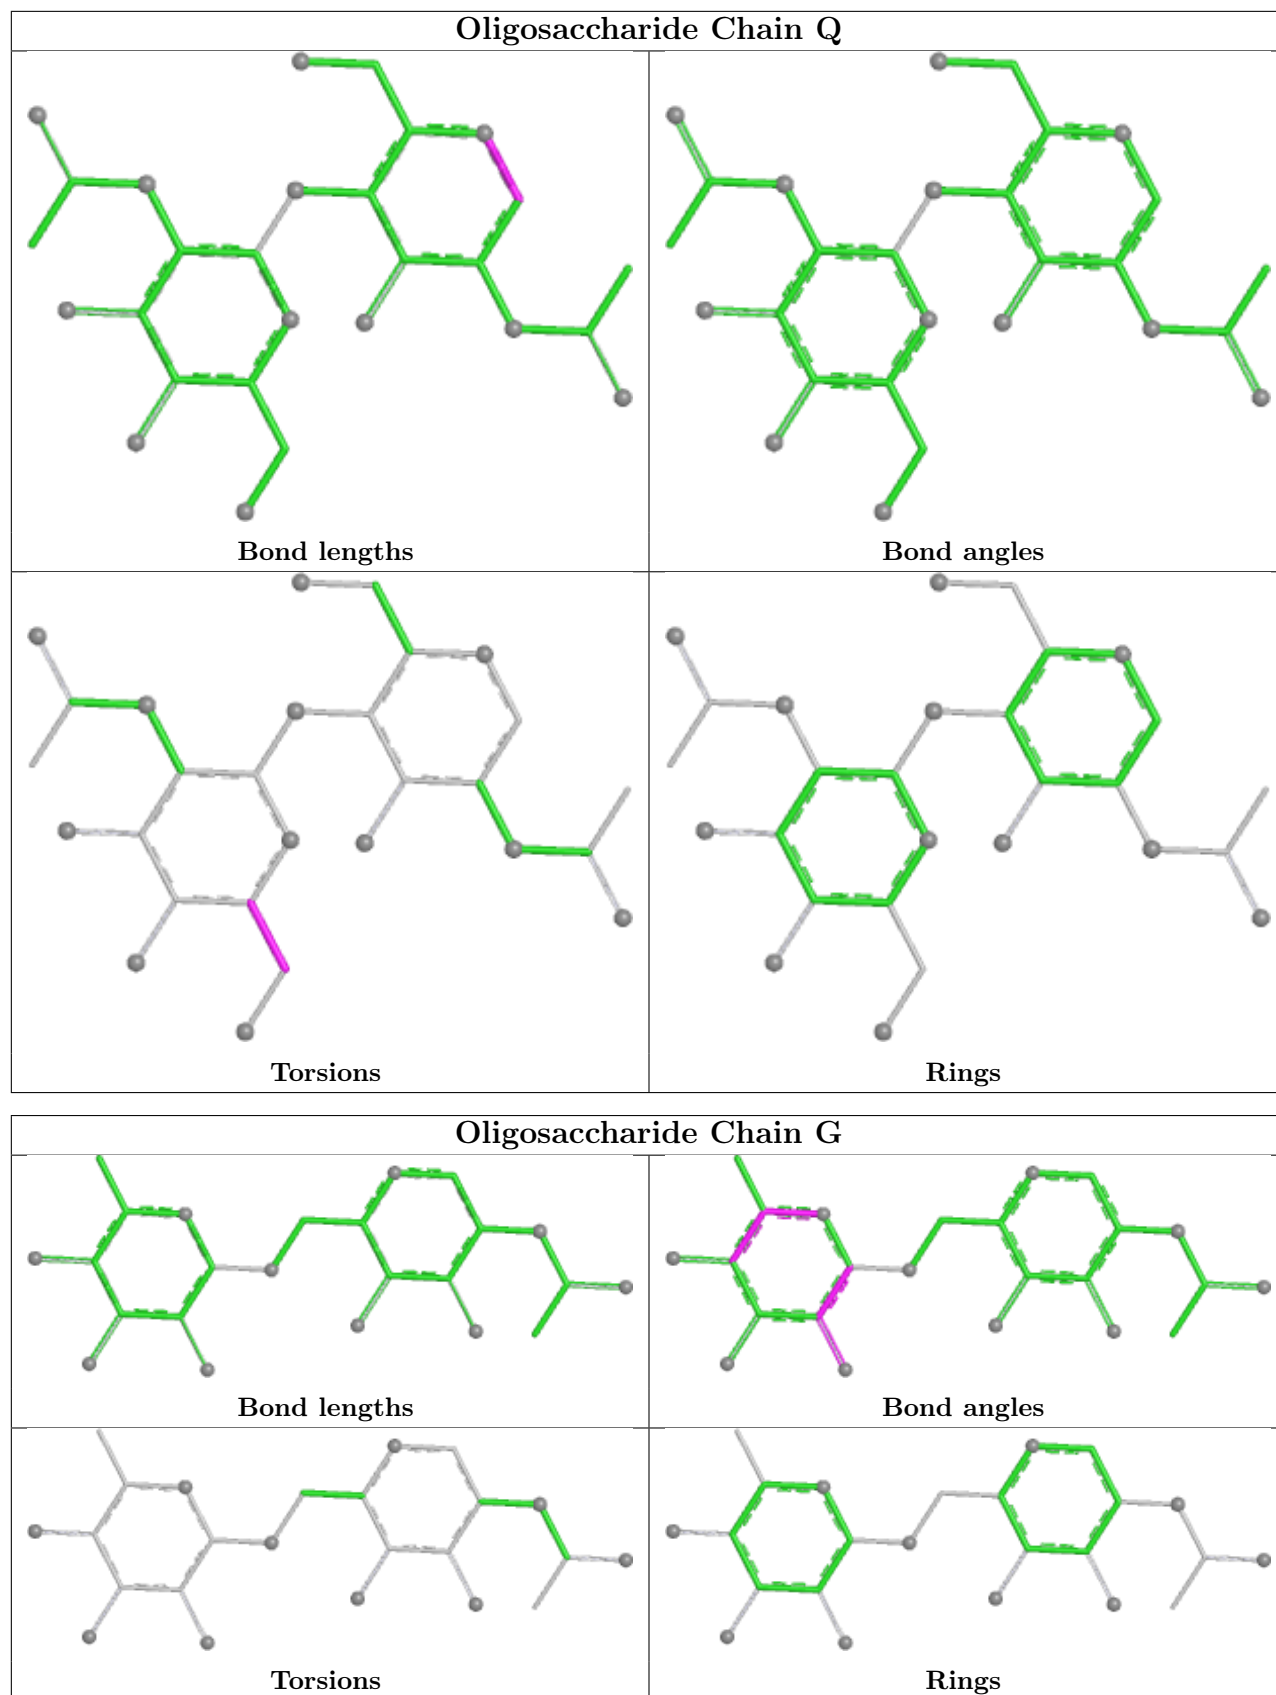 Oligosaccharide Chain Q
Bond lengths
Bond angles
Torsions
Rings
Oligosaccharide Chain G
Bond lengths
Bond angles
Torsions
Rings